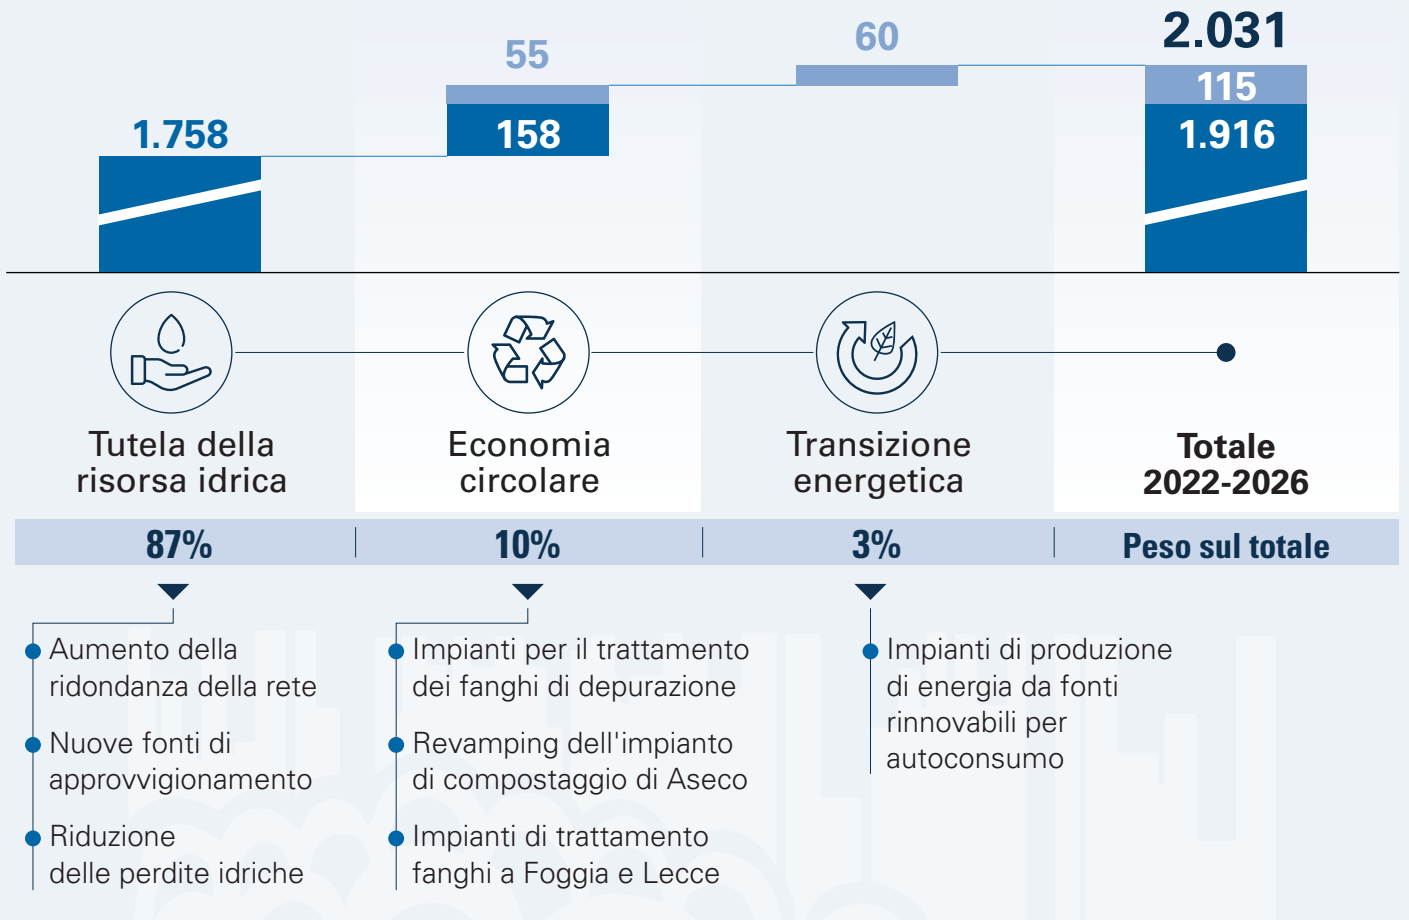 1.758
55
158
60
2.031
115
1.916
Tutela della
risorsa idrica
Economia
circolare
Transizione
energetica
Totale
2022-2026
87%
10%
3%
Peso sul totale
Aumento della
ridondanza della rete
Nuove fonti di
approvvigionamento
Riduzione
delle perdite idriche
Impianti per il trattamento
dei fanghi di depurazione
Revamping dell'impianto
di compostaggio di Aseco
Impianti di trattamento
fanghi a Foggia e Lecce
Impianti di produzione
di energia da fonti
rinnovabili per
autoconsumo